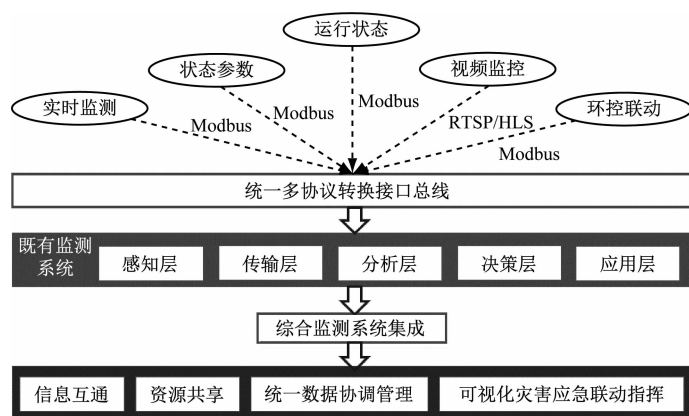 运行状态
状态参数
视频监控
实时监测
环控联动
Modbus
Modbus
Modbus
RTSP/HLS
Modbus
统一多协议转换接口总线
既有监测
系统
感知层
传输层
分析层
决策层
应用层
综合监测系统集成
信息互通
资源共享
统一数据协调管理
可视化灾害应急联动指挥